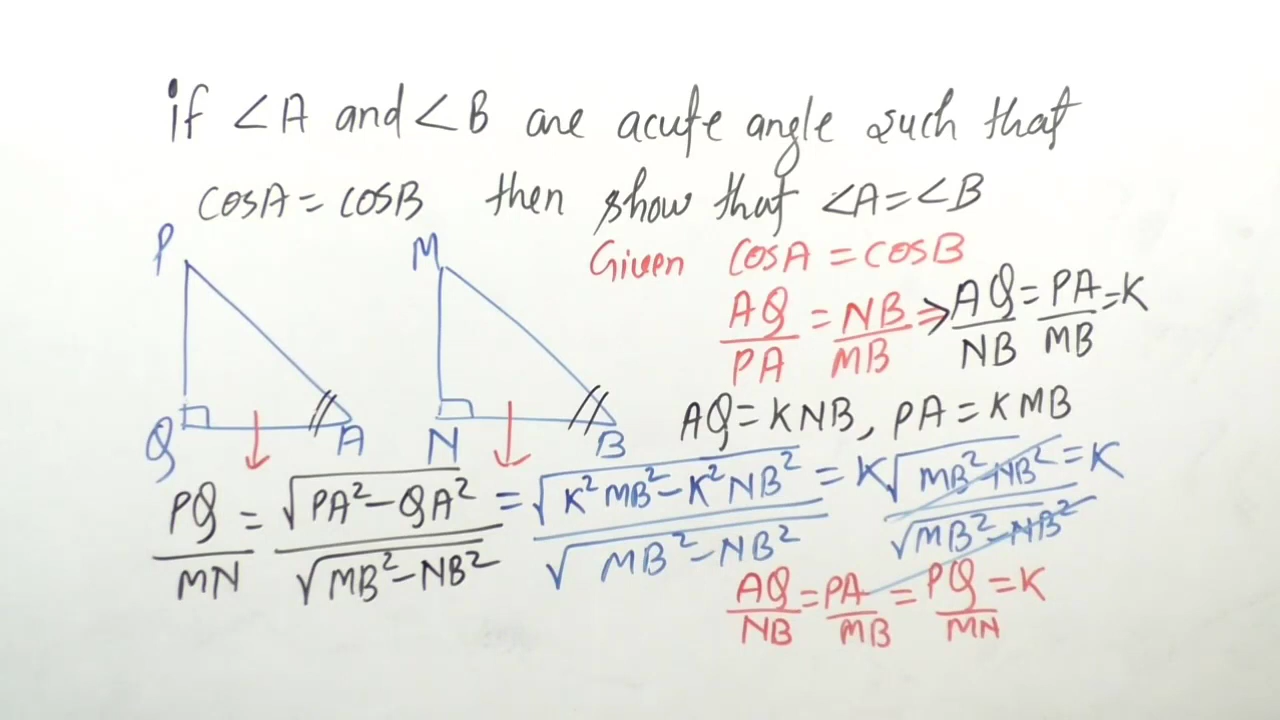 if ∠A and ∠B are acute angle such that
cosA = cosB then show that ∠A = ∠B
P
M
Given cosA = cosB
AQ/PA = NB/MB ⇒ AQ/NB = PA/MB = K
Q A N B
AQ = K NB, PA = K MB
PQ/MN = √PA²-QA²/√MB²-NB² = √K²MB²-K²NB²/√MB²-NB² = K√MB²-NB²/√MB²-NB² = K
AQ/NB = PA/MB = PQ/MN = K